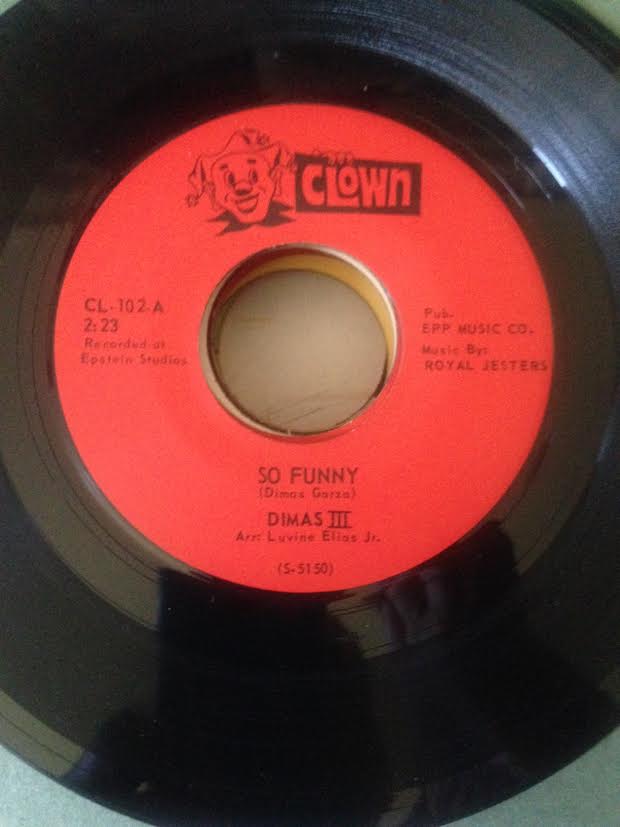 CLOWN
CL-102-A
2:23
Recorded at
Epstein Studios
Pub.
EPP MUSIC CO.
Music By:
ROYAL JESTERS
SO FUNNY
(Dimas Garza)
DIMAS III
Arr: Luvine Elias Jr.
(S-5150)